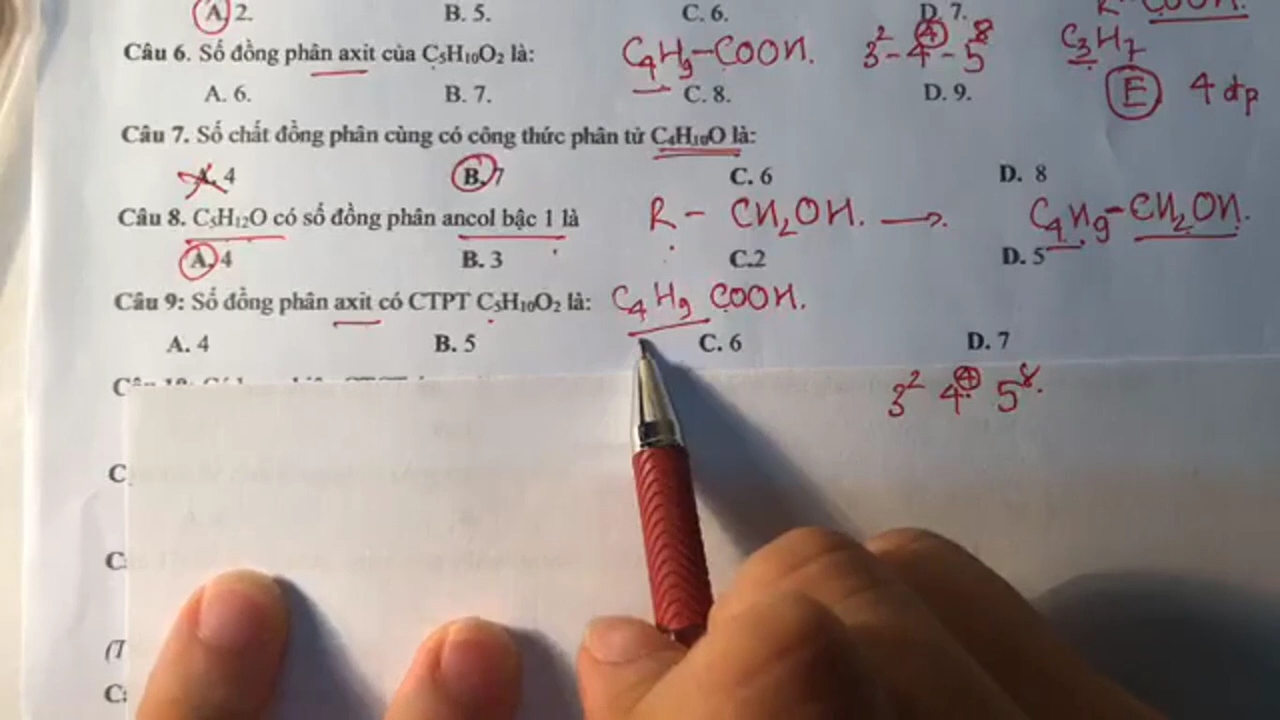 A. 2. B. 5. C. 6. D. 7.
Câu 6. Số đồng phân axit của C₅H₁₀O₂ là: C₄H₉-COOH. 3²-4④-5⁸ C₃H₇
A. 6. B. 7. C. 8. D. 9. E 4 đp
Câu 7. Số chất đồng phân cùng có công thức phân tử C₄H₁₀O là:
A. 4 B. 7 C. 6 D. 8
Câu 8. C₅H₁₂O có số đồng phân ancol bậc 1 là R - CH₂OH. → C₄H₉-CH₂OH.
A. 4 B. 3 C.2 D. 5
Câu 9: Số đồng phân axit có CTPT C₅H₁₀O₂ là: C₄H₉ COOH.
A. 4 B. 5 C. 6 D. 7
3² 4④ 5⁸.
C
C
(T
C